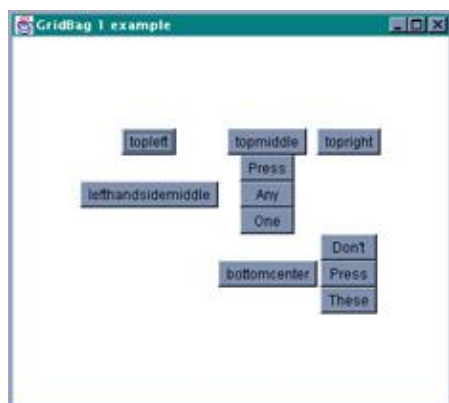 GridBag 1 example
topleft topmiddle topright
Press
lefthandsidemiddle Any
One
Don't
bottomcenter Press
These